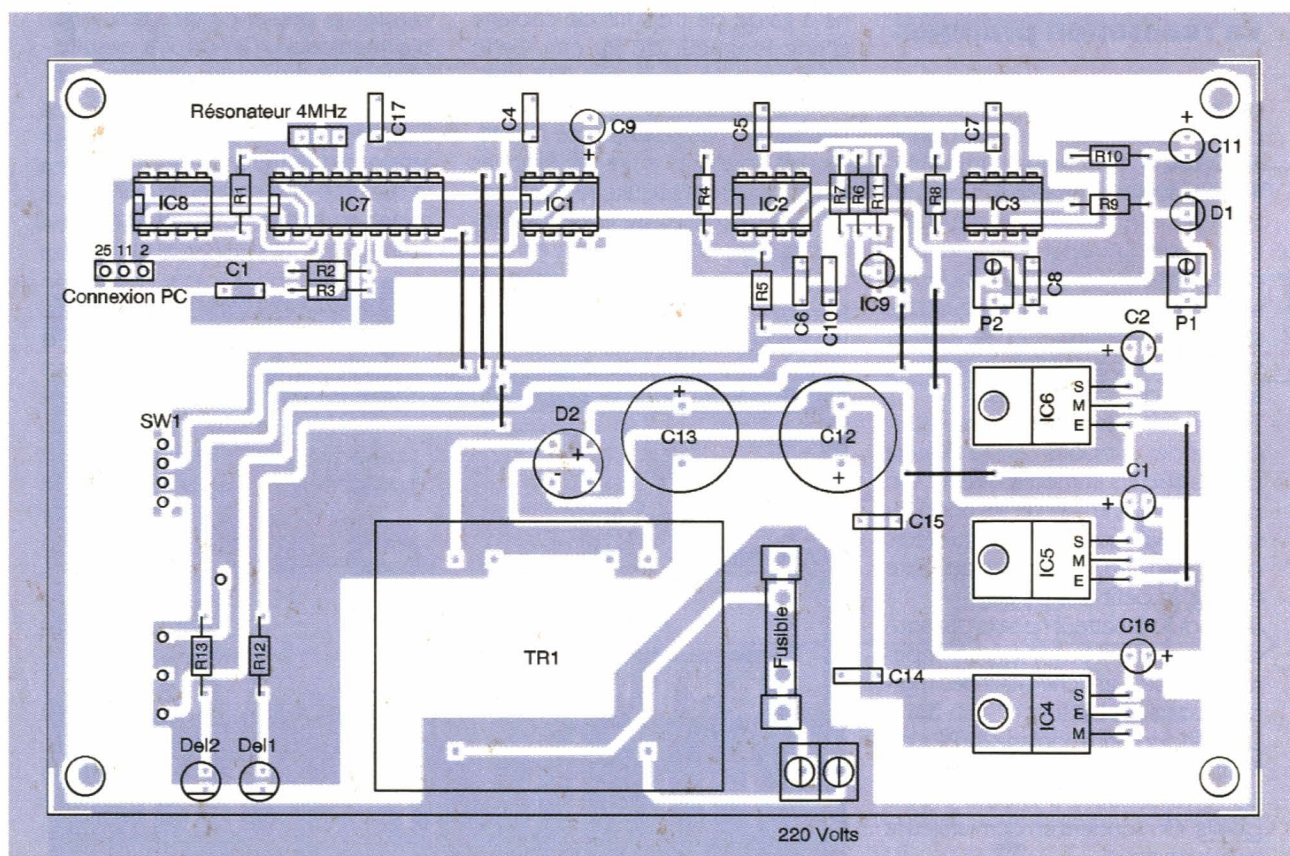 Résonateur 4MHz
C17
C4
C9
+
C5
C7
+
C11
R10
IC8
R1
IC7
IC1
R4
IC2
R7
R6
R11
R8
IC3
R9
D1
25 11 2
Connexion PC
C1
R2
R3
R5
C6
C10
IC9
P2
C8
P1
C2
+
SW1
D2
+
-
+
C13
C12
+
IC6
S
M
E
C1
+
C15
IC5
S
M
E
C16
+
R13
R12
TR1
Fusible
C14
IC4
S
E
M
Del2
Del1
220 Volts